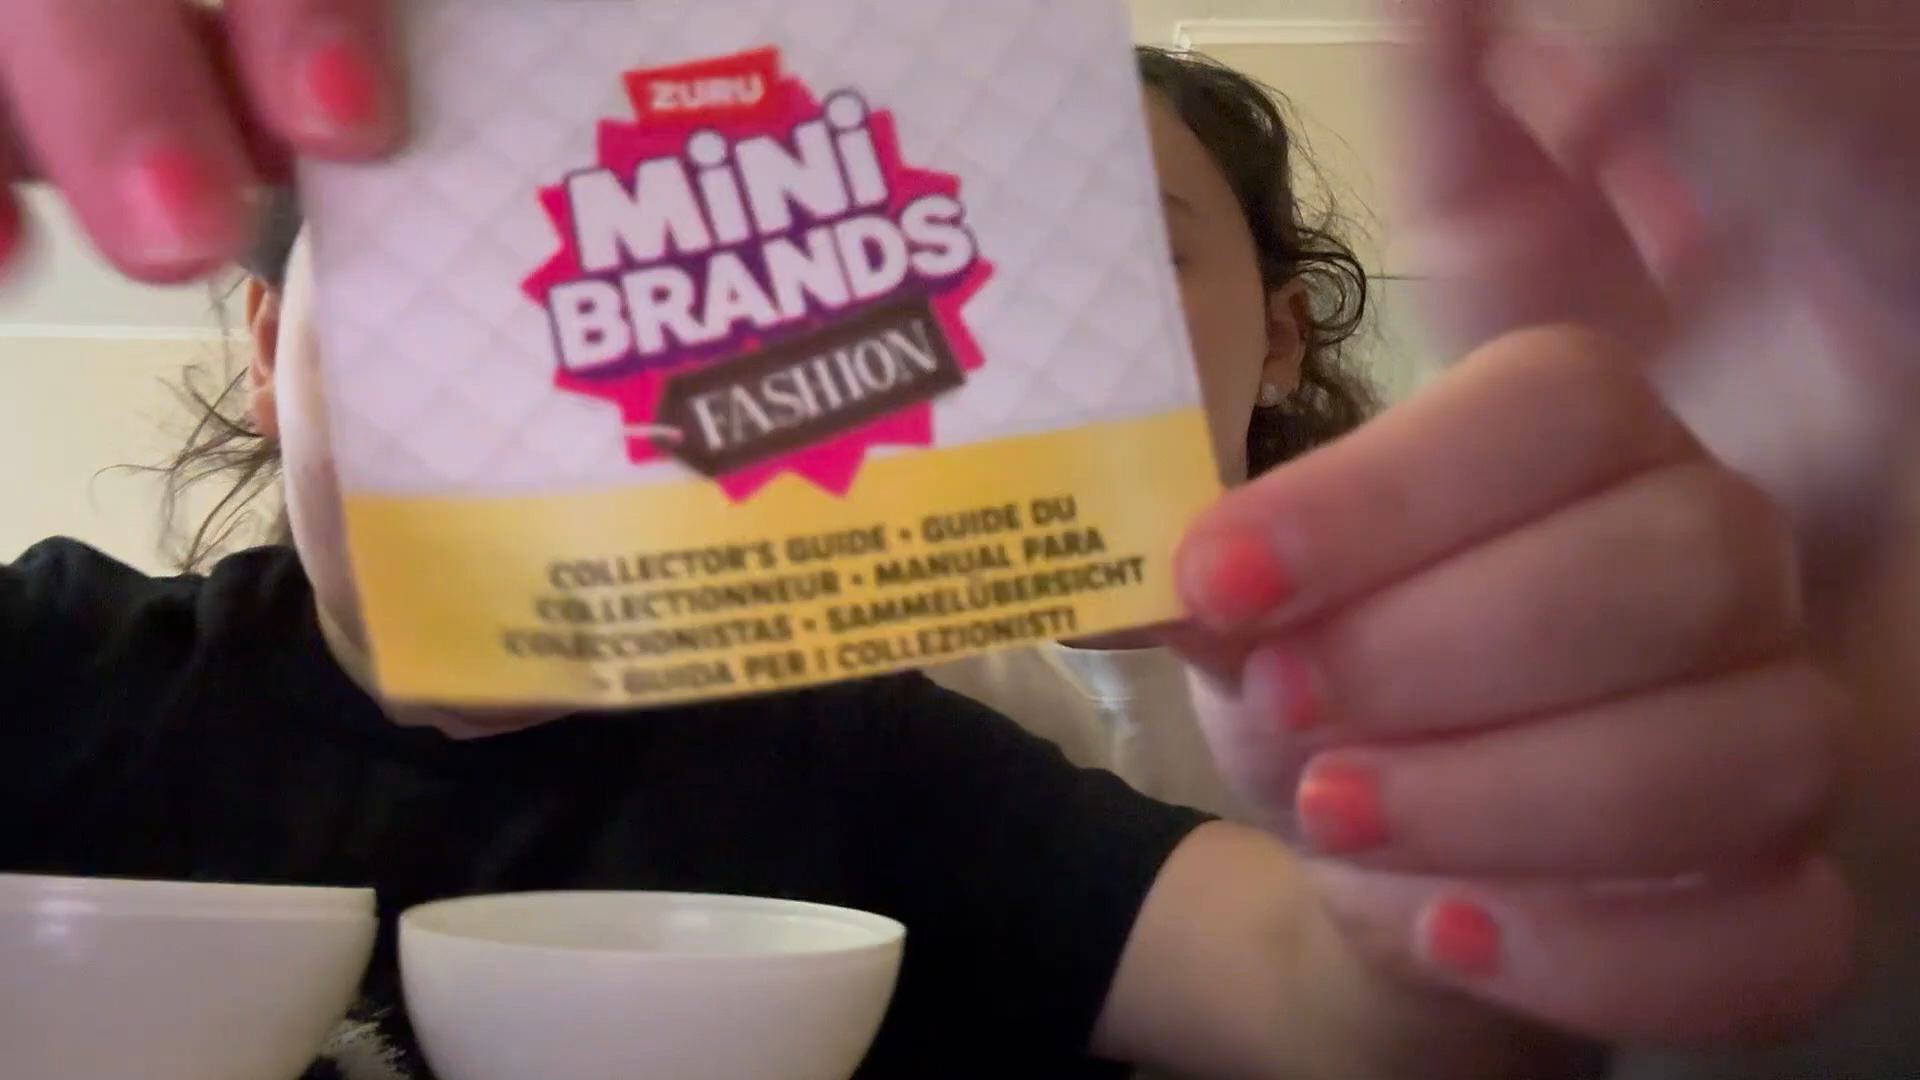 ZURU
MiNi
BRANDS
FASHION
COLLECTOR'S GUIDE • GUIDE DU
COLLECTIONNEUR • MANUAL PARA
COLECCIONISTAS • SAMMELÜBERSICHT
• GUIDA PER I COLLEZIONISTI